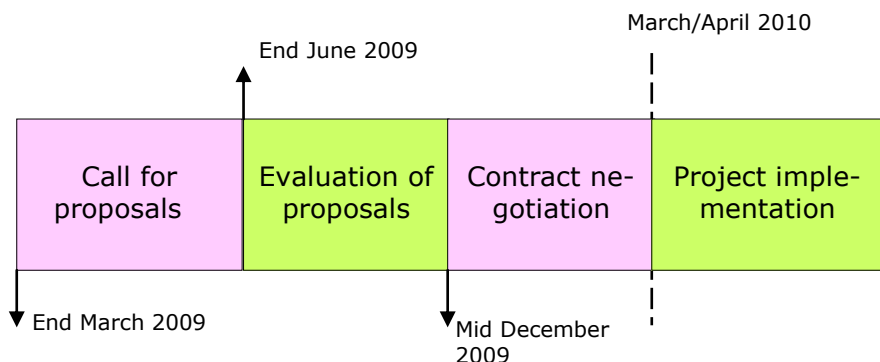 March/April 2010
End June 2009
Call for
proposals
Evaluation of
proposals
Contract ne-
gotiation
Project imple-
mentation
End March 2009
Mid December
2009